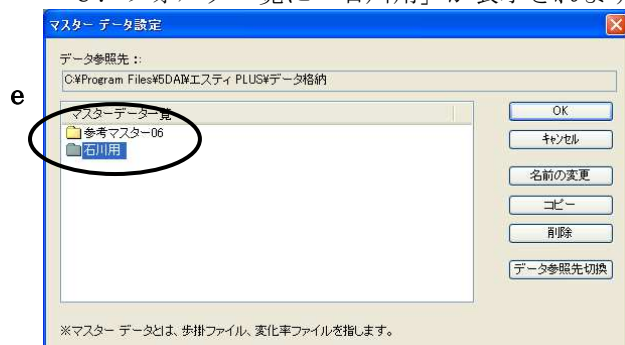 マスター データ設定
データ参照先 ::
C:¥Program Files¥5DAI¥エスティ PLUS¥データ格納
e
マスターデータ一覧
参考マスター06
石川用
OK
キャンセル
名前の変更
コピー
削除
データ参照先切換
※マスター データとは、歩掛ファイル、変化率ファイルを指します。